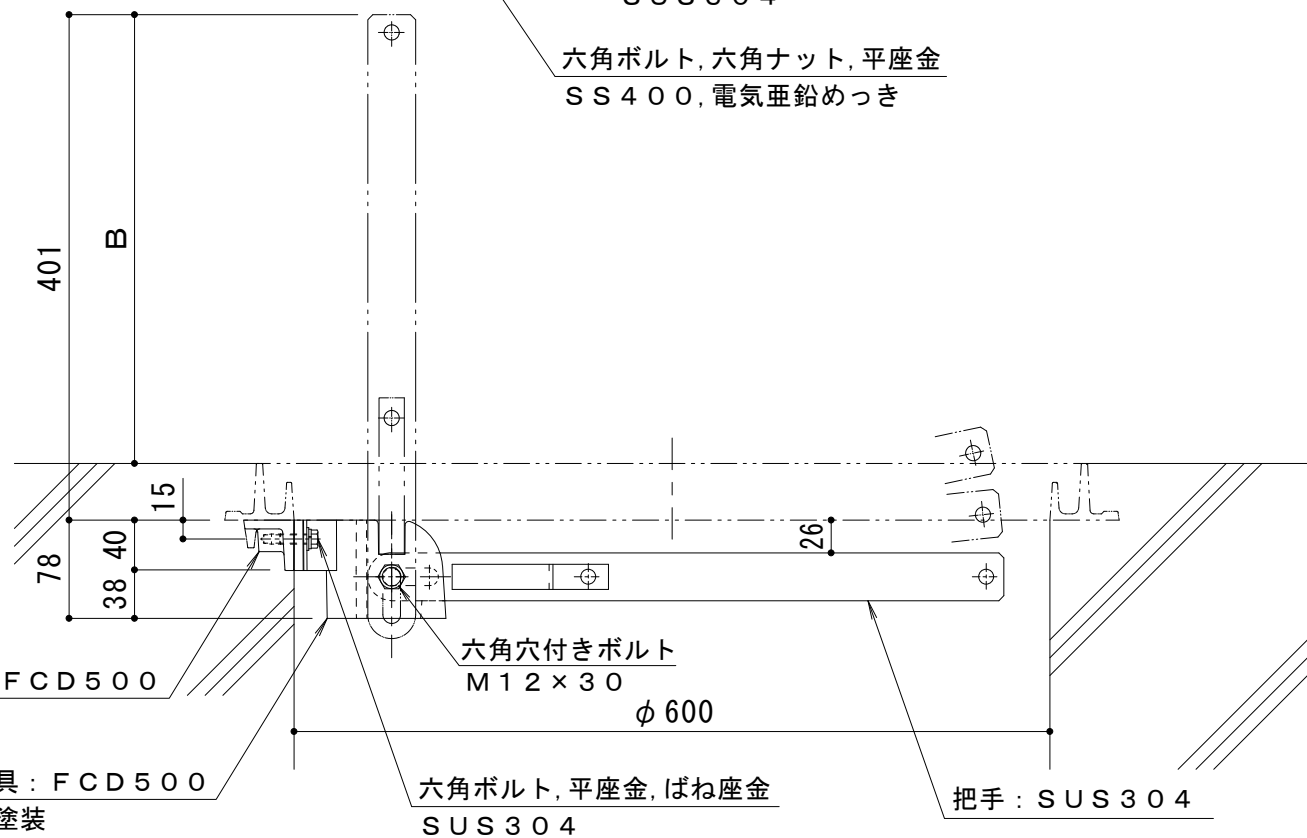 六角ボルト,六角ナット,平座金
SS400,電気亜鉛めっき
401
B
15
40
78
38
26
六角穴付きボルト
M12×30
FCD500
φ600
具:FCD500
塗装
六角ボルト,平座金,ばね座金
SUS304
把手:SUS304